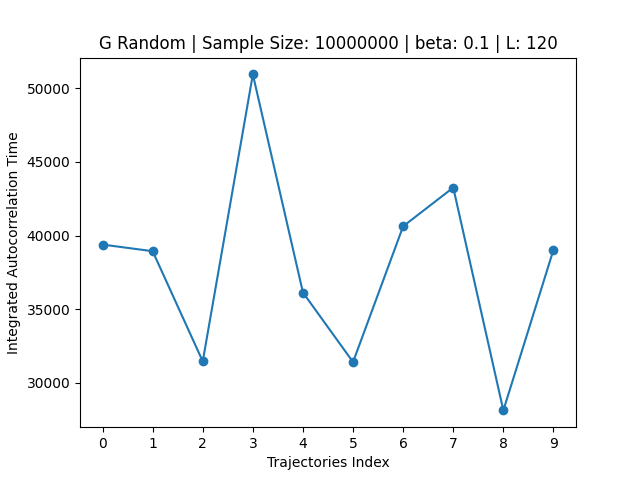 G Random | Sample Size: 10000000 | beta: 0.1 | L: 120
Integrated Autocorrelation Time
50000
45000
40000
35000
30000
0 1 2 3 4 5 6 7 8 9
Trajectories Index